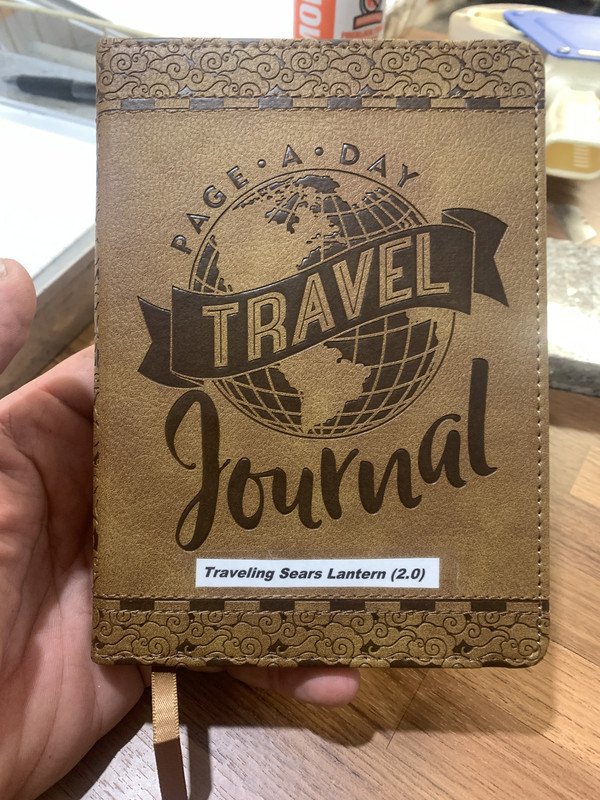 PAGE • A • DAY
TRAVEL
Journal
Traveling Sears Lantern (2.0)